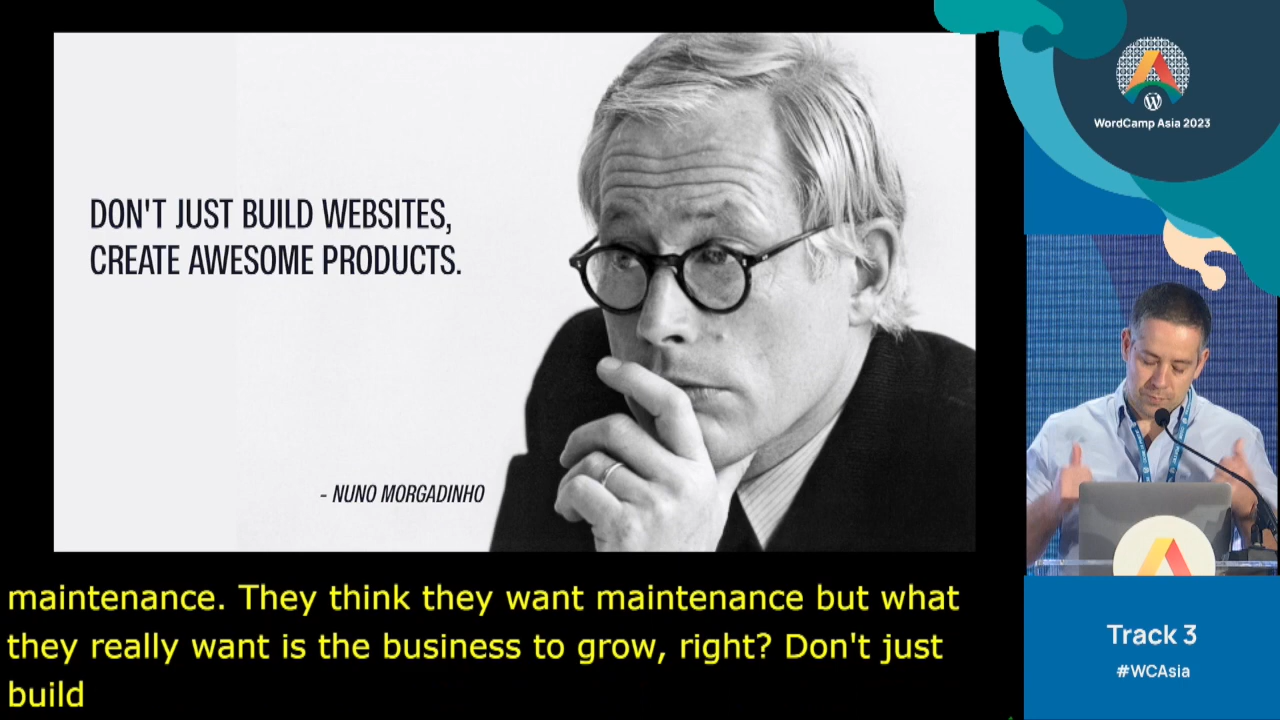 DON'T JUST BUILD WEBSITES,
CREATE AWESOME PRODUCTS.
- NUNO MORGADINHO
WordCamp Asia 2023
maintenance. They think they want maintenance but what
they really want is the business to grow, right? Don't just
build
Track 3
#WCAsia